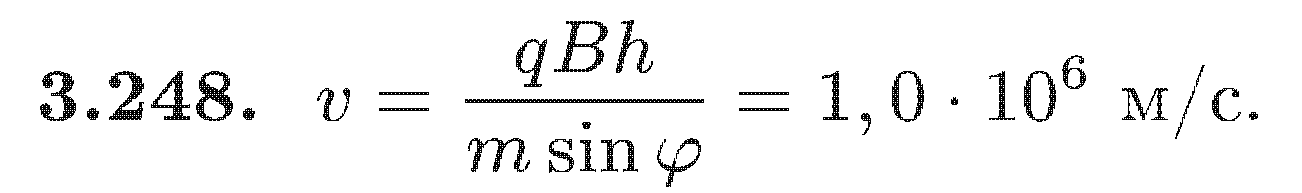 3.248. v = qBh / (m sin φ) = 1,0 · 10⁶ м/с.